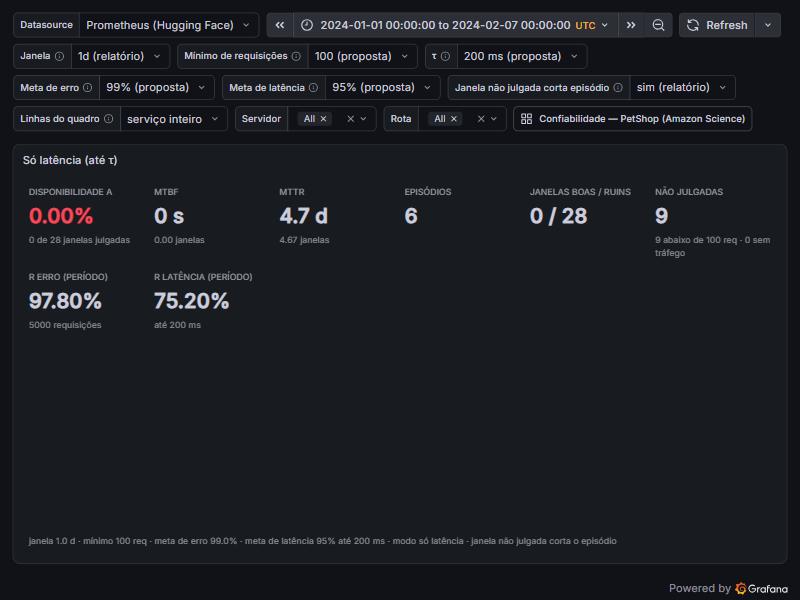 Datasource Prometheus (Hugging Face) 2024-01-01 00:00:00 to 2024-02-07 00:00:00 UTC Refresh
Janela 1d (relatório) Mínimo de requisições 100 (proposta) τ 200 ms (proposta)
Meta de erro 99% (proposta) Meta de latência 95% (proposta) Janela não julgada corta episódio sim (relatório)
Linhas do quadro serviço inteiro Servidor All Rota All Confiabilidade — PetShop (Amazon Science)
Só latência (até τ)
DISPONIBILIDADE A MTBF MTTR EPISÓDIOS JANELAS BOAS / RUINS NÃO JULGADAS
0.00% 0 s 4.7 d 6 0 / 28 9
0 de 28 janelas julgadas 0.00 janelas 4.67 janelas 9 abaixo de 100 req · 0 sem
tráfego
R ERRO (PERÍODO) R LATÊNCIA (PERÍODO)
97.80% 75.20%
5000 requisições até 200 ms
janela 1.0 d · mínimo 100 req · meta de erro 99.0% · meta de latência 95% até 200 ms · modo só latência · janela não julgada corta o episódio
Powered by Grafana